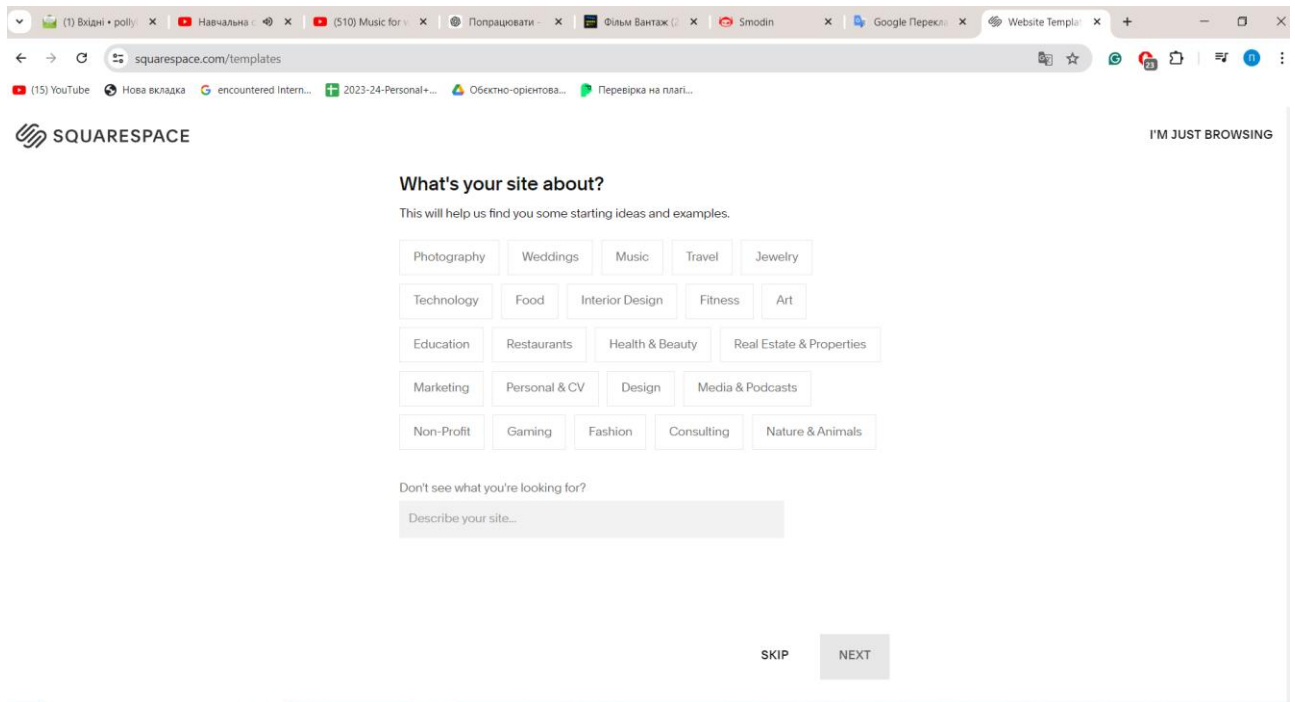 (1) Вхідні • polly
Навчальна с
(510) Music for
Попрацювати -
Фільм Вантаж (2
Smodin
Google Перекла
Website Templat
squarespace.com/templates
23
п
(15) YouTube
Нова вкладка
encountered Intern...
2023-24-Personal+...
Обєктно-орієнтова...
Перевірка на плагі...
SQUARESPACE
I'M JUST BROWSING
What's your site about?
This will help us find you some starting ideas and examples.
Photography Weddings Music Travel Jewelry
Technology Food Interior Design Fitness Art
Education Restaurants Health & Beauty Real Estate & Properties
Marketing Personal & CV Design Media & Podcasts
Non-Profit Gaming Fashion Consulting Nature & Animals
Don't see what you're looking for?
Describe your site...
SKIP NEXT